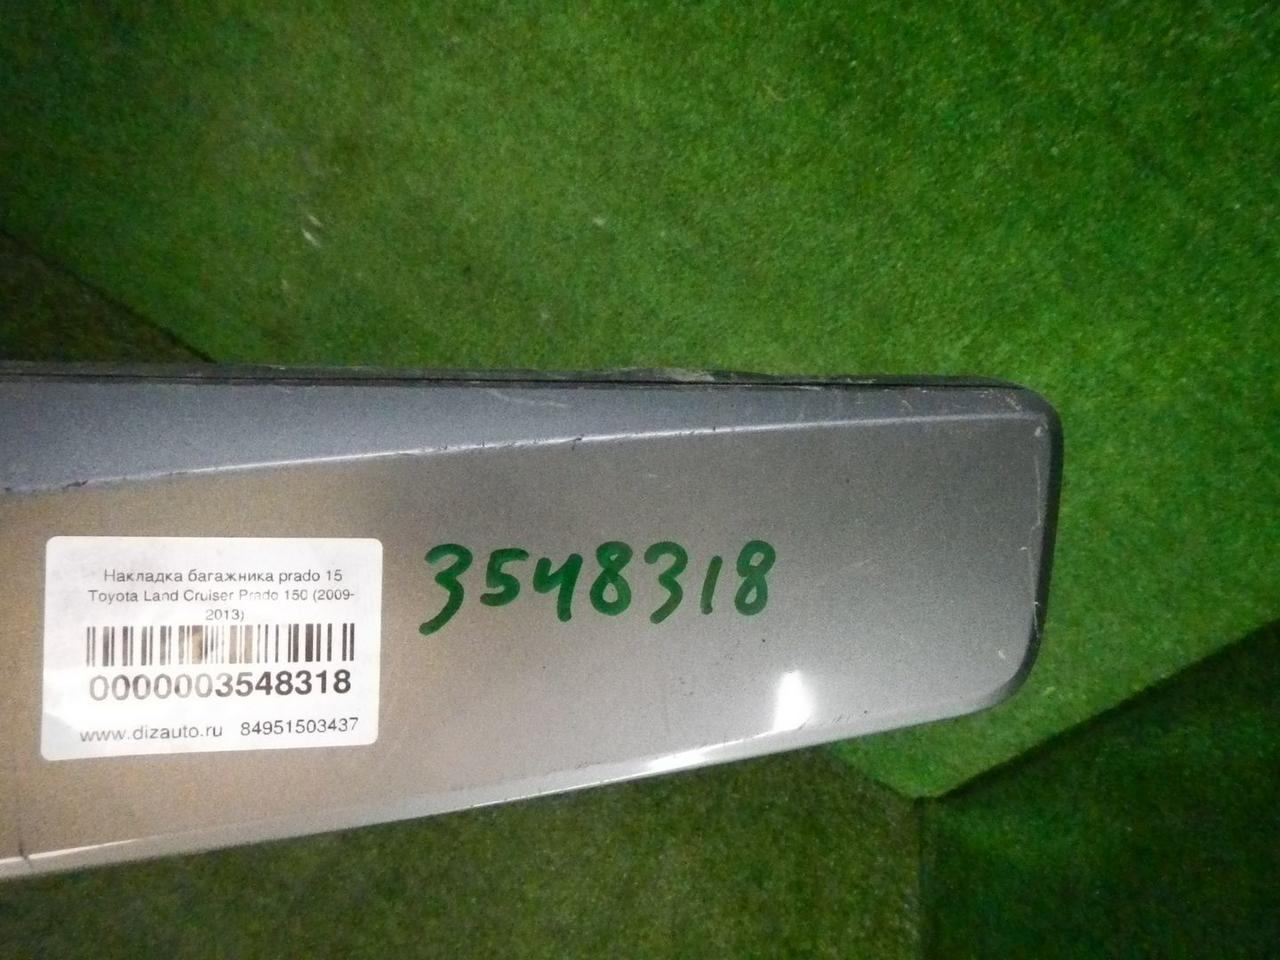 Накладка багажника prado 15
Toyota Land Cruiser Prado 150 (2009-
2013)
0000003548318
www.dizauto.ru 84951503437
3548318